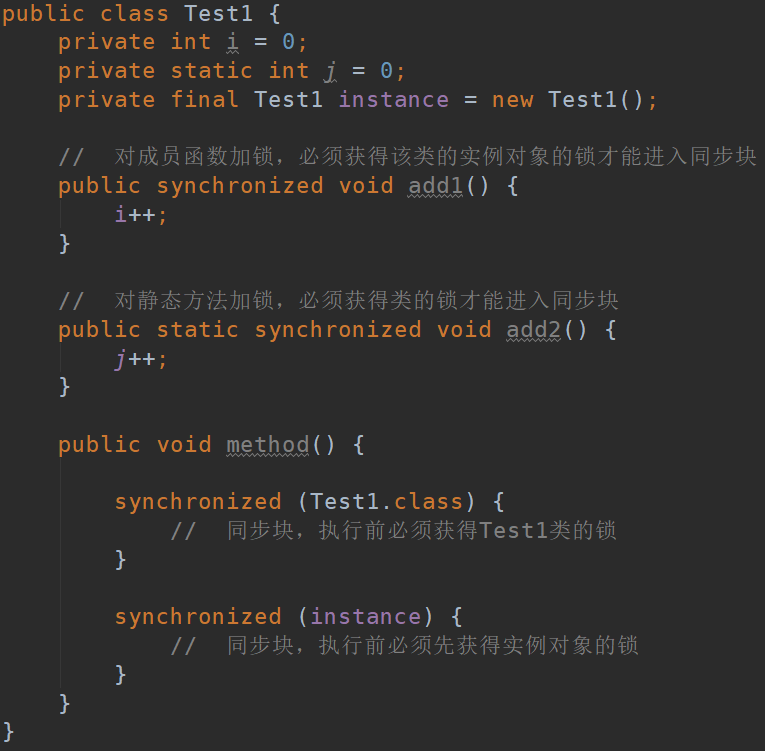 public class Test1 {
    private int i = 0;
    private static int j = 0;
    private final Test1 instance = new Test1();

    //  对成员函数加锁，必须获得该类的实例对象的锁才能进入同步块
    public synchronized void add1() {
        i++;
    }

    //  对静态方法加锁，必须获得类的锁才能进入同步块
    public static synchronized void add2() {
        j++;
    }

    public void method() {

        synchronized (Test1.class) {
            //  同步块，执行前必须获得Test1类的锁
        }

        synchronized (instance) {
            //  同步块，执行前必须先获得实例对象的锁
        }
    }
}